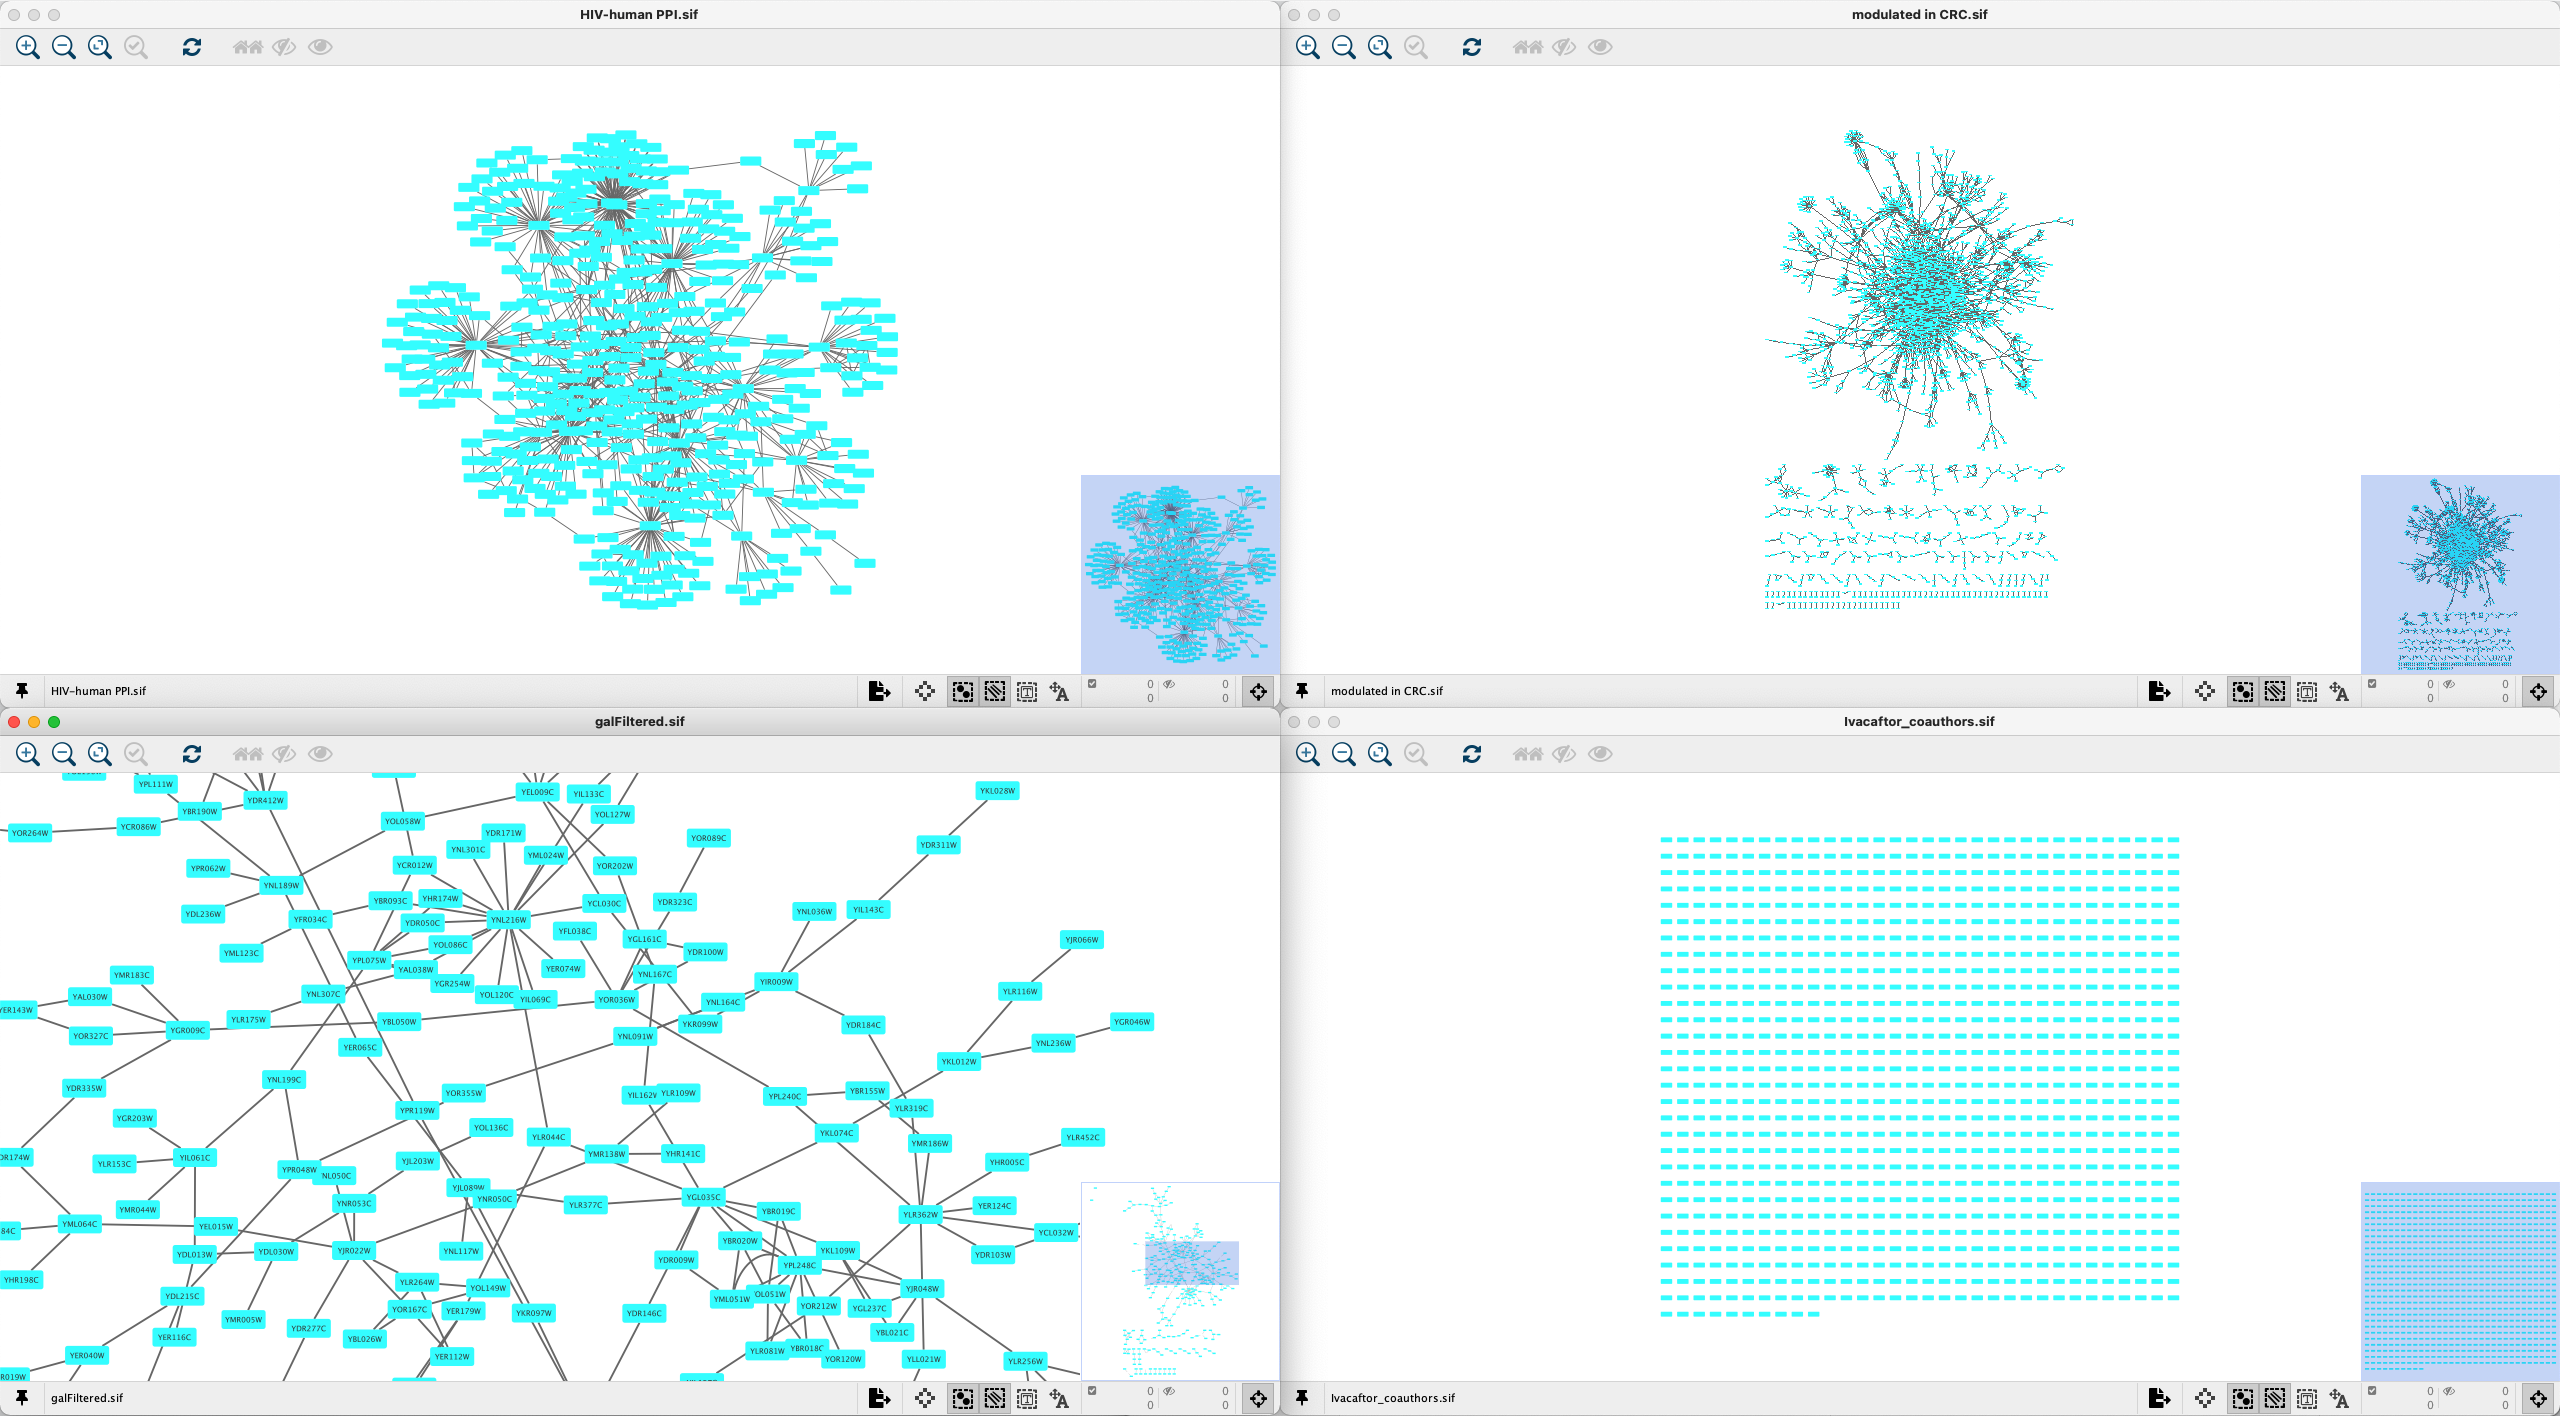 HIV-human PPI.sif
HIV-human PPI.sif
0 0
0 0
modulated in CRC.sif
modulated in CRC.sif
0 0
0 0
galFiltered.sif
YPL111W
YBR190W
YDR412W
YOR264W
YCR086W
YOL058W
YEL009C
YIL133C
YOL127W
YKL028W
YDR171W
YNL301C
YML024W
YOR089C
YDR311W
YPR062W
YNL189W
YCR012W
YOR202W
YDL236W
YFR034C
YBR093C
YHR174W
YDR050C
YNL216W
YCL030C
YDR323C
YNL036W
YIL143C
YML123C
YPL075W
YOL086C
YAL038W
YGR254W
YFL038C
YER074W
YGL161C
YDR100W
YJR066W
YMR183C
YAL030W
YER143W
YOR327C
YGR009C
YLR175W
YNL307C
YBL050W
YOL120C
YIL069C
YOR036W
YNL167C
YNL164C
YKR099W
YIR009W
YLR116W
YER065C
YNL091W
YDR184C
YNL236W
YGR046W
YKL012W
YDR335W
YNL199C
YOR355W
YPR119W
YLR109W
YPL240C
YBR155W
YLR319C
YGR203W
YOL136C
YLR044C
YKL074C
YMR186W
YLR452C
YLR153C
YIL061C
YPR048W
YJL203W
YMR138W
YHR141C
YHR005C
YMR044W
YNR053C
YJL089W
YNR050C
YLR377C
YGL035C
YBR019C
YLR362W
YER124C
YML064C
YEL015W
YDL013W
YDL030W
YJR022W
YNL117W
YDR009W
YBR020W
YPL248C
YKL109W
YDR103W
YCL032W
YHR198C
YDL215C
YLR264W
YOL149W
YML051W
YJR048W
YMR005W
YOR167C
YER179W
YKR097W
YDR146C
YOR212W
YGL237C
YER116C
YDR277C
YBL026W
YBL021C
YER040W
YER112W
YLR081W
YBR018C
YOR120W
YLL021W
YLR256W
galFiltered.sif
0 0
0 0
Ivacaftor_coauthors.sif
Ivacaftor_coauthors.sif
0 0
0 0